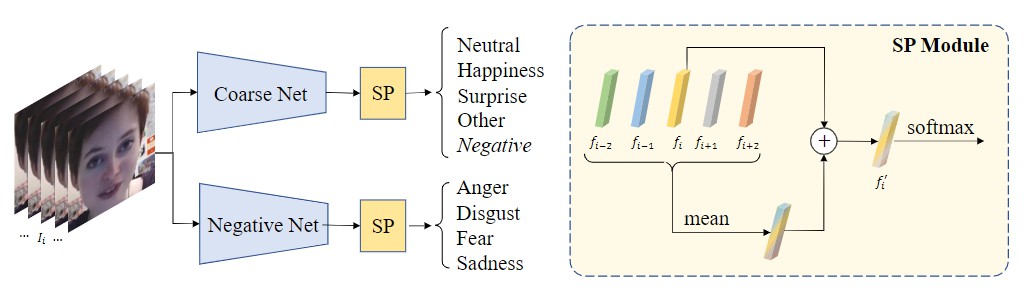 ... I_i ...
Coarse Net
SP
Neutral
Happiness
Surprise
Other
Negative
Negative Net
SP
Anger
Disgust
Fear
Sadness
SP Module
f_{i-2} f_{i-1} f_i f_{i+1} f_{i+2}
+
f_i'
softmax
mean